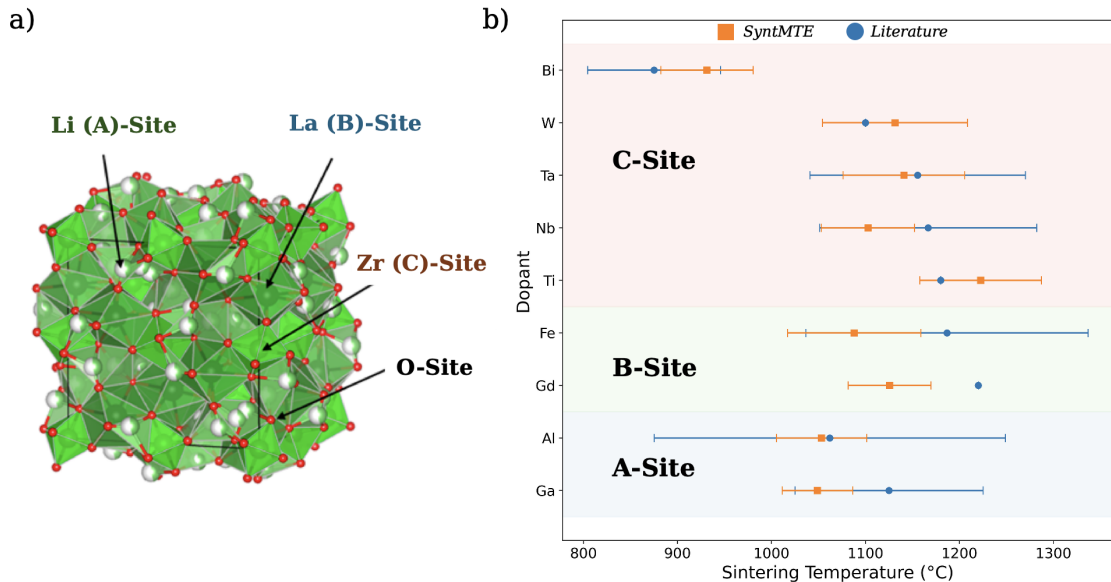 a)
Li (A)-Site
La (B)-Site
Zr (C)-Site
O-Site
b)
SyntMTE
Literature
Dopant
Bi
W
Ta
Nb
Ti
Fe
Gd
Al
Ga
C-Site
B-Site
A-Site
800 900 1000 1100 1200 1300
Sintering Temperature (°C)